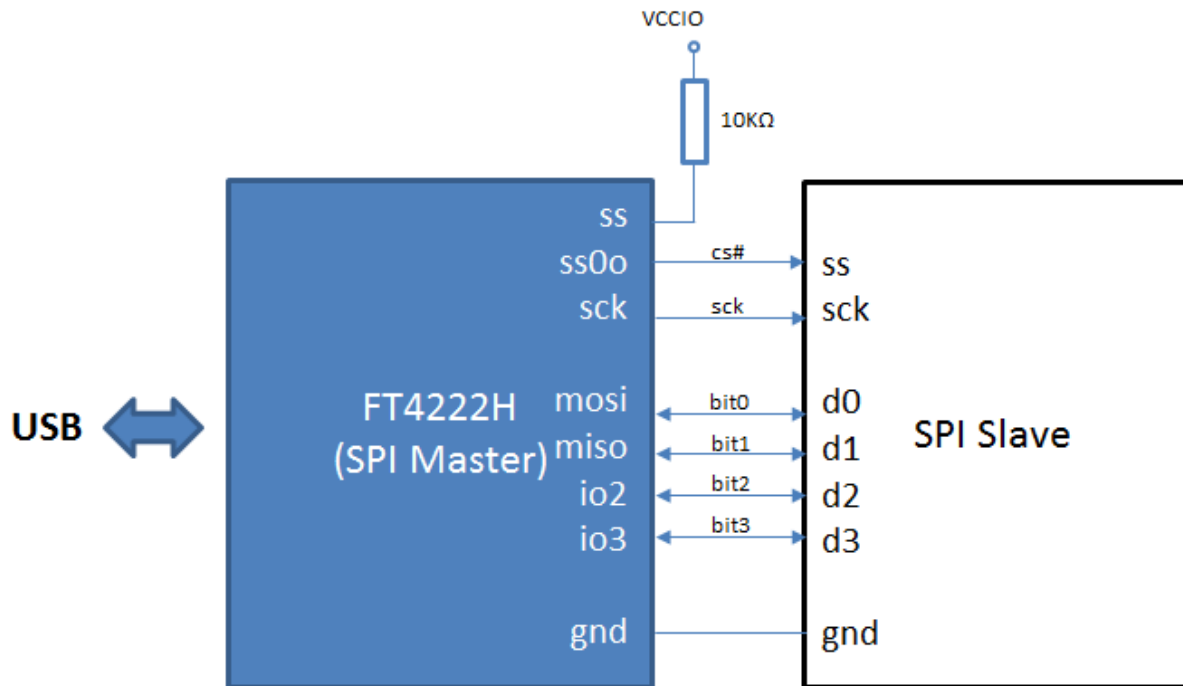 VCCIO
10KΩ
ss
ss0o
cs#
ss
sck
sck
sck
USB
FT4222H
(SPI Master)
mosi
bit0
d0
miso
bit1
d1
SPI Slave
io2
bit2
d2
io3
bit3
d3
gnd
gnd